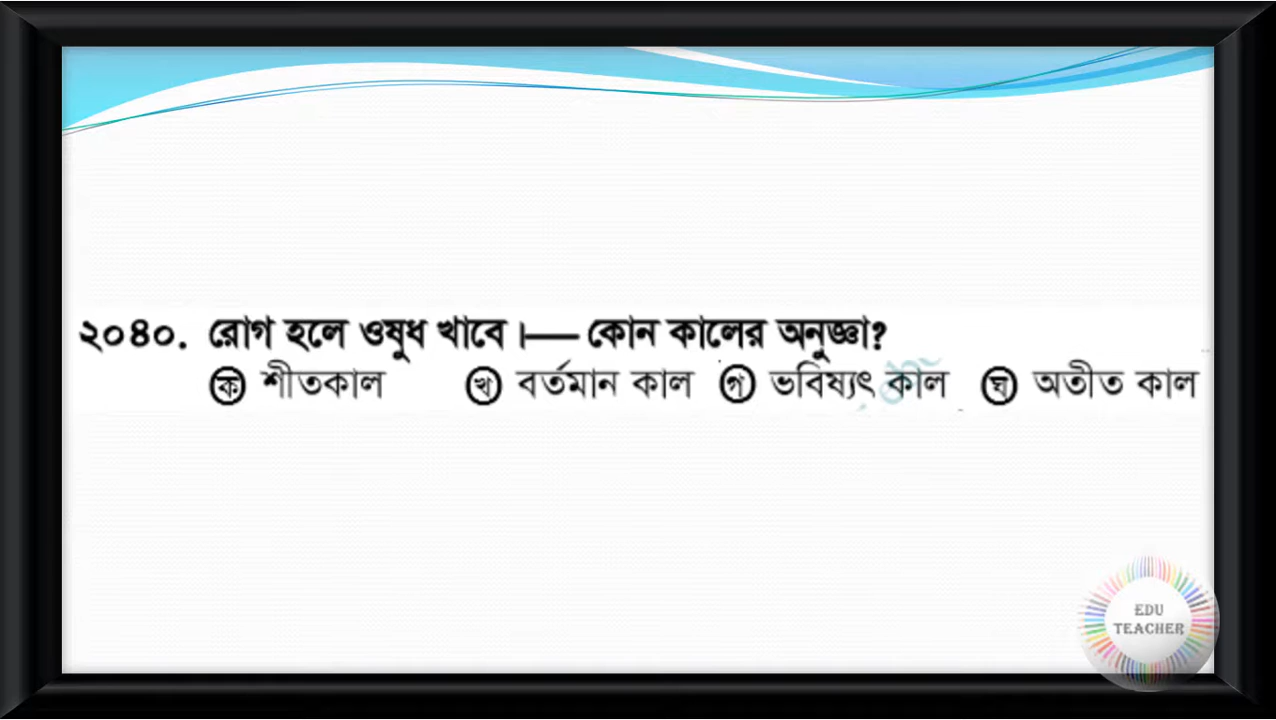 ২০৪০. রোগ হলে ওষুধ খাবে।— কোন কালের অনুজ্ঞা?
ক শীতকাল খ বর্তমান কাল গ ভবিষ্যৎ কাল ঘ অতীত কাল
EDU
TEACHER